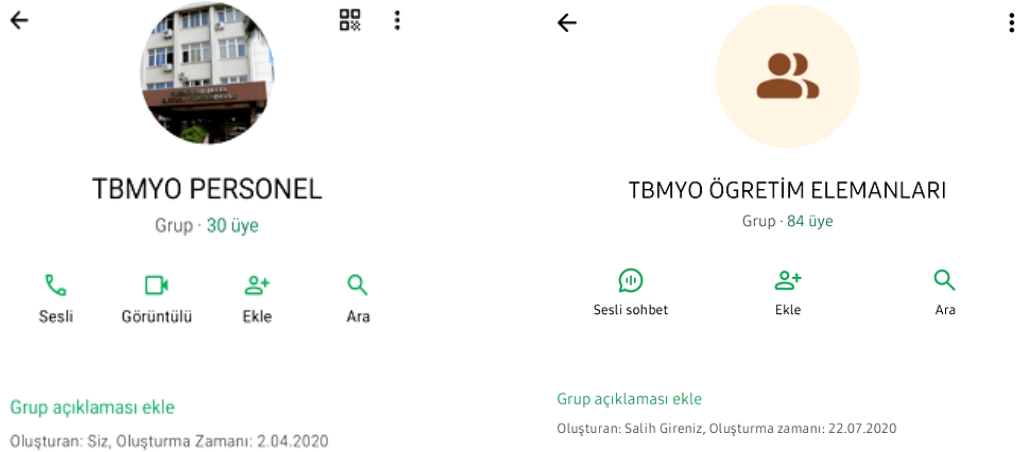 TBMYO PERSONEL
Grup · 30 üye
Sesli
Görüntülü
Ekle
Ara
Grup açıklaması ekle
Oluşturan: Siz, Oluşturma Zamanı: 2.04.2020
TBMYO ÖGRETİM ELEMANLARI
Grup · 84 üye
Sesli sohbet
Ekle
Ara
Grup açıklaması ekle
Oluşturan: Salih Gireniz, Oluşturma zamanı: 22.07.2020